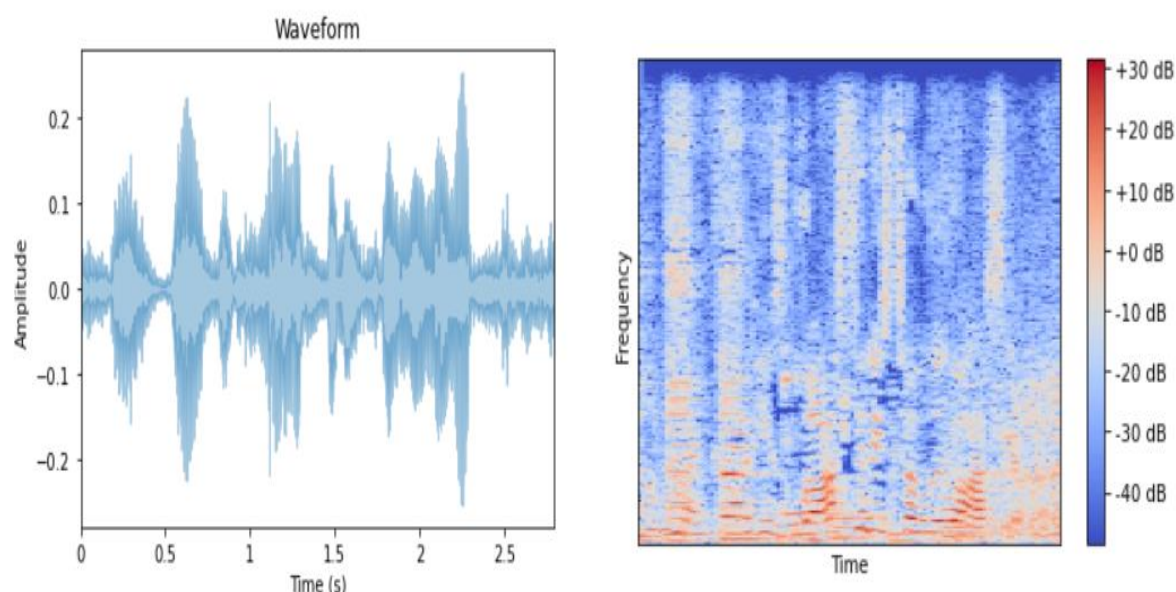 Waveform
0.2
0.1
0.0
−0.1
−0.2
Amplitude
0
0.5
1
1.5
2
2.5
Time (s)
Frequency
Time
+30 dB
+20 dB
+10 dB
+0 dB
-10 dB
-20 dB
-30 dB
-40 dB